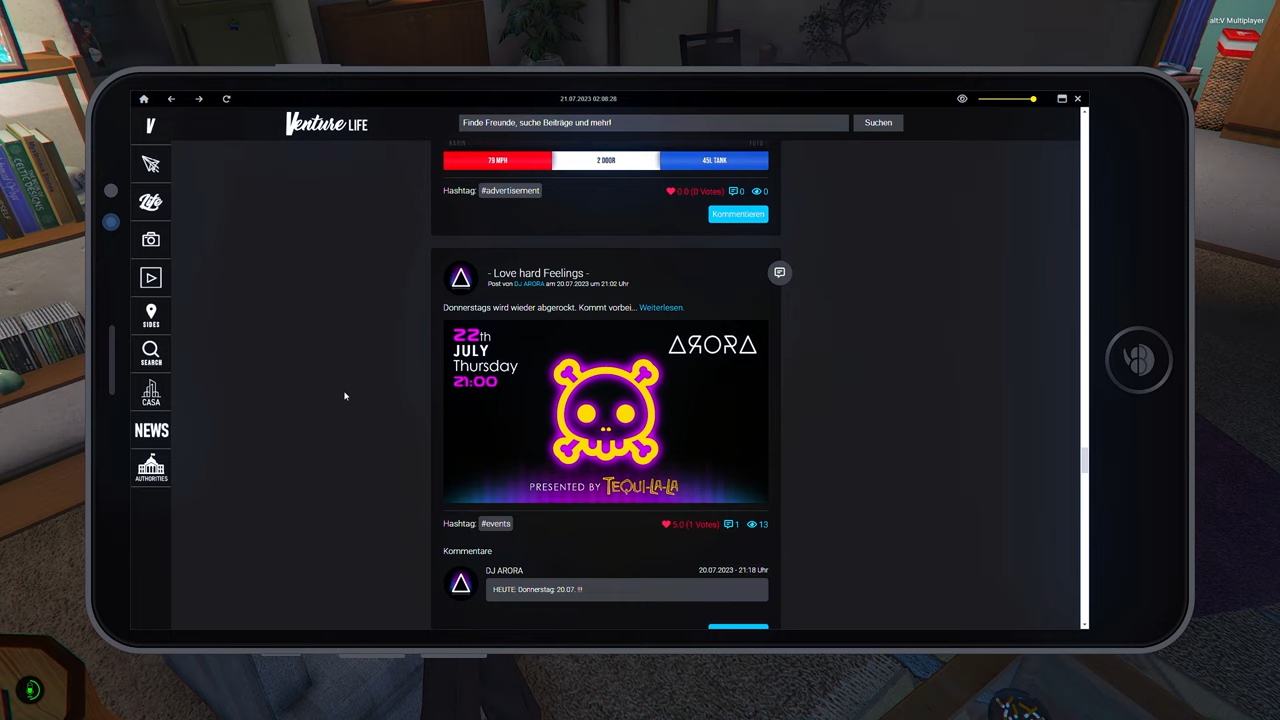 alt:V Multiplayer
21.07.2023 02:08:28
V
Venture LIFE
Finde Freunde, suche Beiträge und mehr!
Suchen
79 MPH
2 DOOR
45L TANK
Hashtag: #advertisement
0.0 (0 Votes) 0 0
Kommentieren
Life
SIDES
SEARCH
CASA
NEWS
AUTHORITIES
- Love hard Feelings -
Post von DJ ARORA am 20.07.2023 um 21:02 Uhr
Donnerstags wird wieder abgerockt. Kommt vorbei... Weiterlesen.
22th
JULY
Thursday
21:00
ARORA
PRESENTED BY TEQUI-LA-LA
Hashtag: #events
5.0 (1 Votes) 1 13
Kommentare
DJ ARORA
20.07.2023 - 21:18 Uhr
HEUTE: Donnerstag: 20.07. !!!